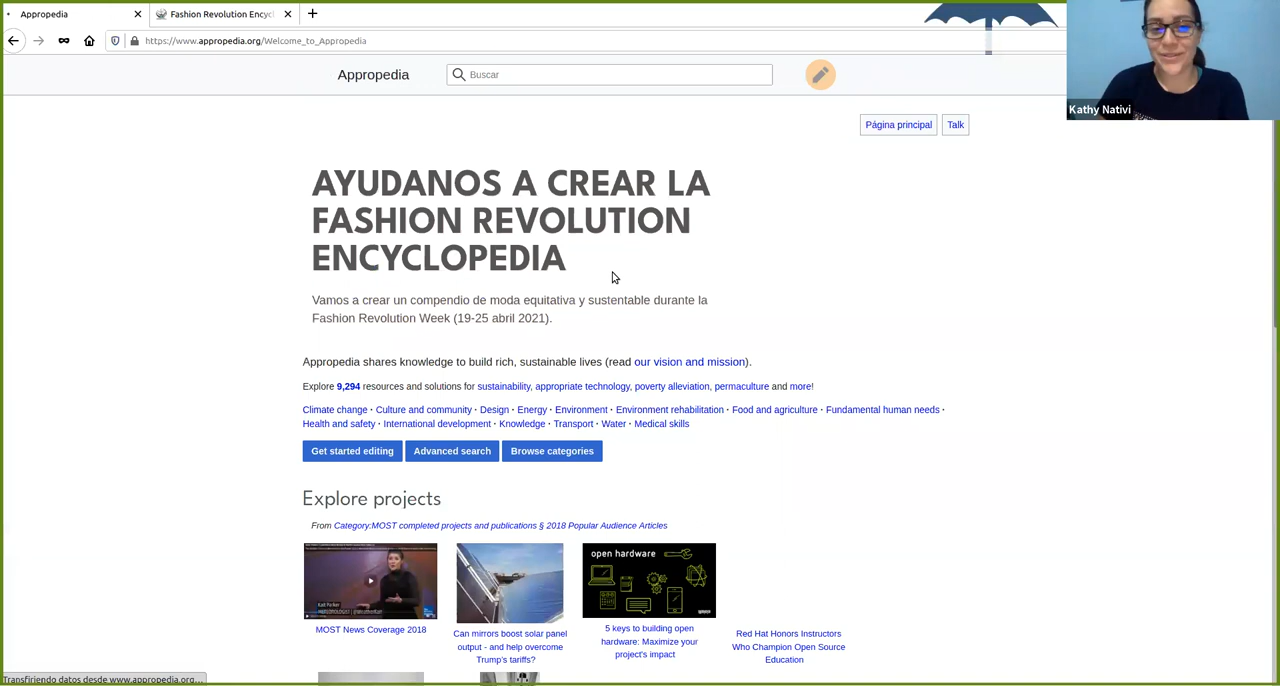 Appropedia
Fashion Revolution Encycl
https://www.appropedia.org/Welcome_to_Appropedia
Appropedia
Buscar
Kathy Nativi
Página principal
Talk
AYUDANOS A CREAR LA
FASHION REVOLUTION
ENCYCLOPEDIA
Vamos a crear un compendio de moda equitativa y sustentable durante la
Fashion Revolution Week (19-25 abril 2021).
Appropedia shares knowledge to build rich, sustainable lives (read our vision and mission).
Explore 9,294 resources and solutions for sustainability, appropriate technology, poverty alleviation, permaculture and more!
Climate change · Culture and community · Design · Energy · Environment · Environment rehabilitation · Food and agriculture · Fundamental human needs ·
Health and safety · International development · Knowledge · Transport · Water · Medical skills
Get started editing
Advanced search
Browse categories
Explore projects
From Category:MOST completed projects and publications § 2018 Popular Audience Articles
open hardware
Kait Parker
MOST News Coverage 2018
Can mirrors boost solar panel
output - and help overcome
Trump's tariffs?
5 keys to building open
hardware: Maximize your
project's impact
Red Hat Honors Instructors
Who Champion Open Source
Education
Transfiriendo datos desde www.appropedia.org...